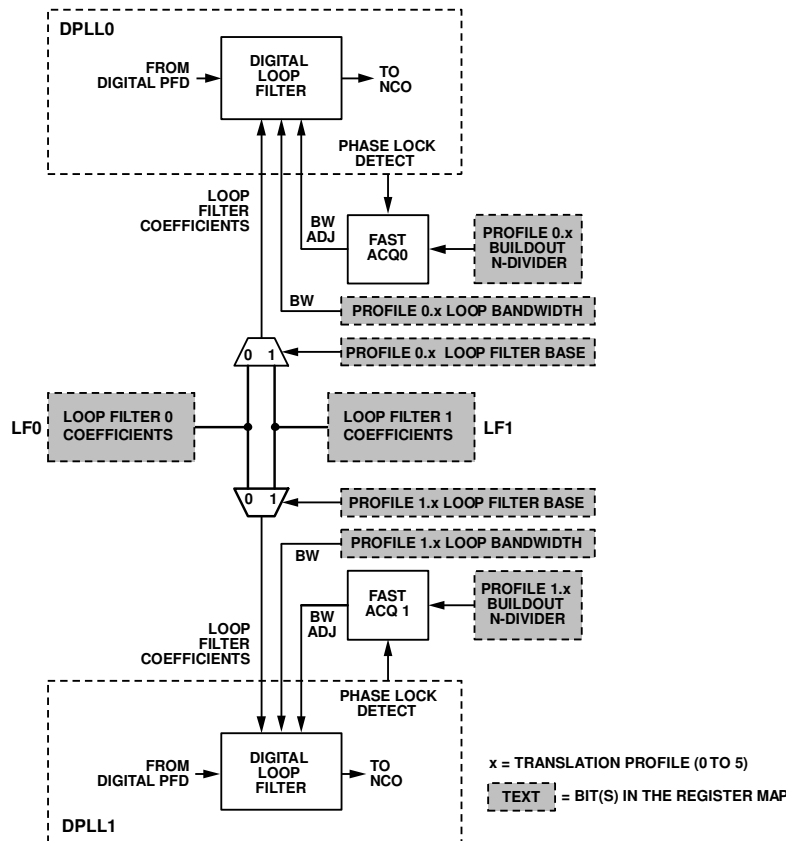 DPLL0
FROM
DIGITAL PFD
DIGITAL
LOOP
FILTER
TO
NCO
PHASE LOCK
DETECT
LOOP
FILTER
COEFFICIENTS
BW
ADJ
FAST
ACQ0
PROFILE 0.x
BUILDOUT
N-DIVIDER
BW
PROFILE 0.x LOOP BANDWIDTH
0 1
PROFILE 0.x LOOP FILTER BASE
LF0
LOOP FILTER 0
COEFFICIENTS
LOOP FILTER 1
COEFFICIENTS
LF1
0 1
PROFILE 1.x LOOP FILTER BASE
PROFILE 1.x LOOP BANDWIDTH
BW
FAST
ACQ 1
PROFILE 1.x
BUILDOUT
N-DIVIDER
BW
ADJ
LOOP
FILTER
COEFFICIENTS
PHASE LOCK
DETECT
FROM
DIGITAL PFD
DIGITAL
LOOP
FILTER
TO
NCO
DPLL1
x = TRANSLATION PROFILE (0 TO 5)
TEXT = BIT(S) IN THE REGISTER MAP